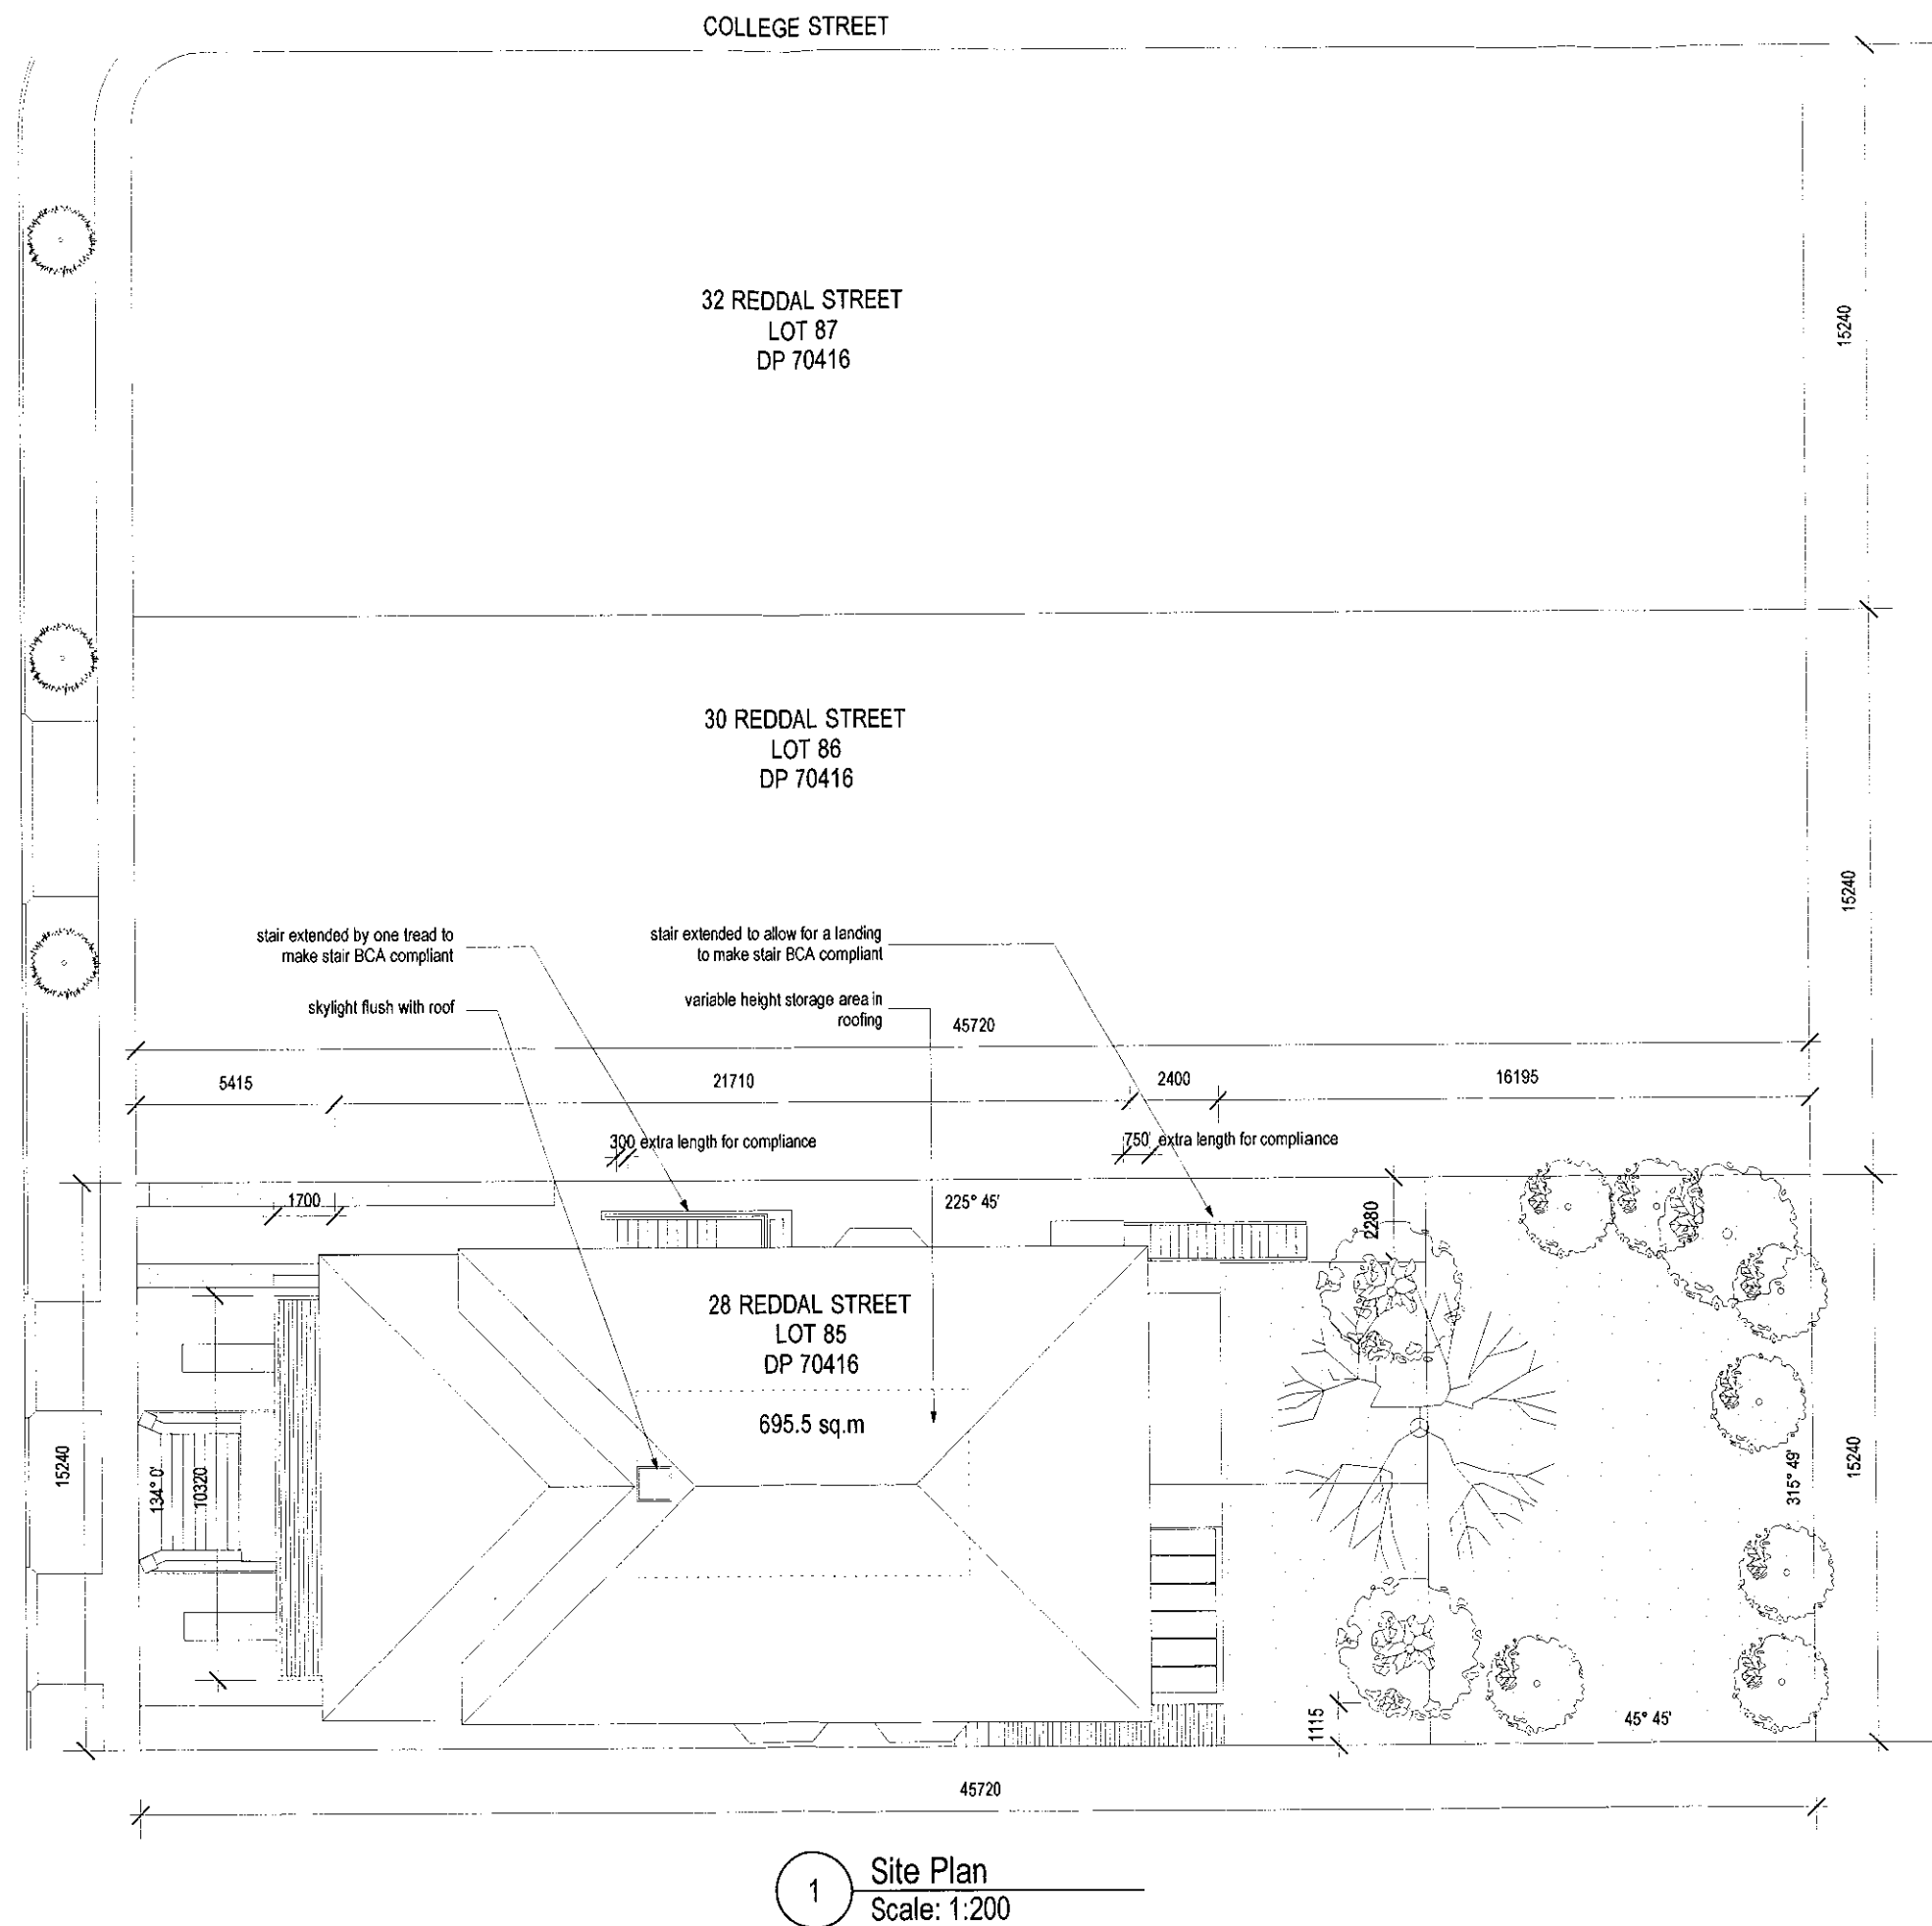 COLLEGE STREET
32 REDDAL STREET
LOT 87
DP 70416
15240
30 REDDAL STREET
LOT 86
DP 70416
15240
stair extended by one tread to
make stair BCA compliant
stair extended to allow for a landing
to make stair BCA compliant
skylight flush with roof
variable height storage area in
roofing
45720
5415
21710
2400
16195
300 extra length for compliance
750 extra length for compliance
1700
225° 45'
2280
28 REDDAL STREET
LOT 85
DP 70416
695.5 sq.m
15240
134° 0'
10320
315° 49'
15240
1115
45° 45'
45720
1
Site Plan
Scale: 1:200